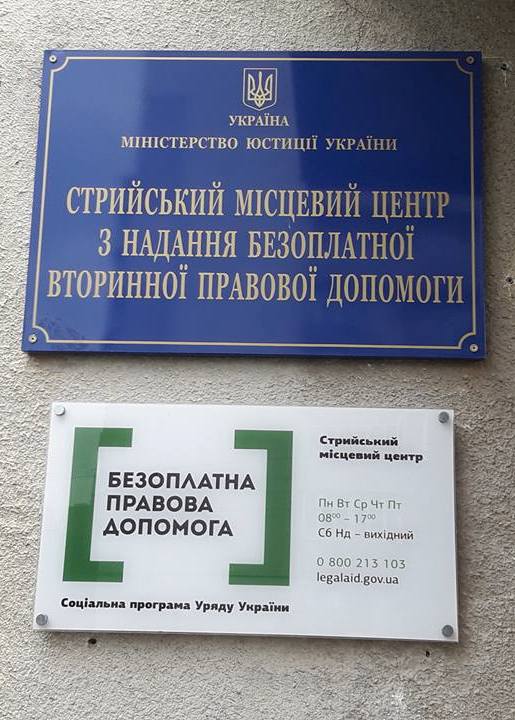 УКРАЇНА
МІНІСТЕРСТВО ЮСТИЦІЇ УКРАЇНИ
СТРИЙСЬКИЙ МІСЦЕВИЙ ЦЕНТР
З НАДАННЯ БЕЗОПЛАТНОЇ
ВТОРИННОЇ ПРАВОВОЇ ДОПОМОГИ
БЕЗОПЛАТНА
ПРАВОВА
ДОПОМОГА
Соціальна програма Уряду України
Стрийський
місцевий центр
Пн Вт Ср Чт Пт
08⁰⁰ – 17⁰⁰
Сб Нд – вихідний
0 800 213 103
legalaid.gov.ua